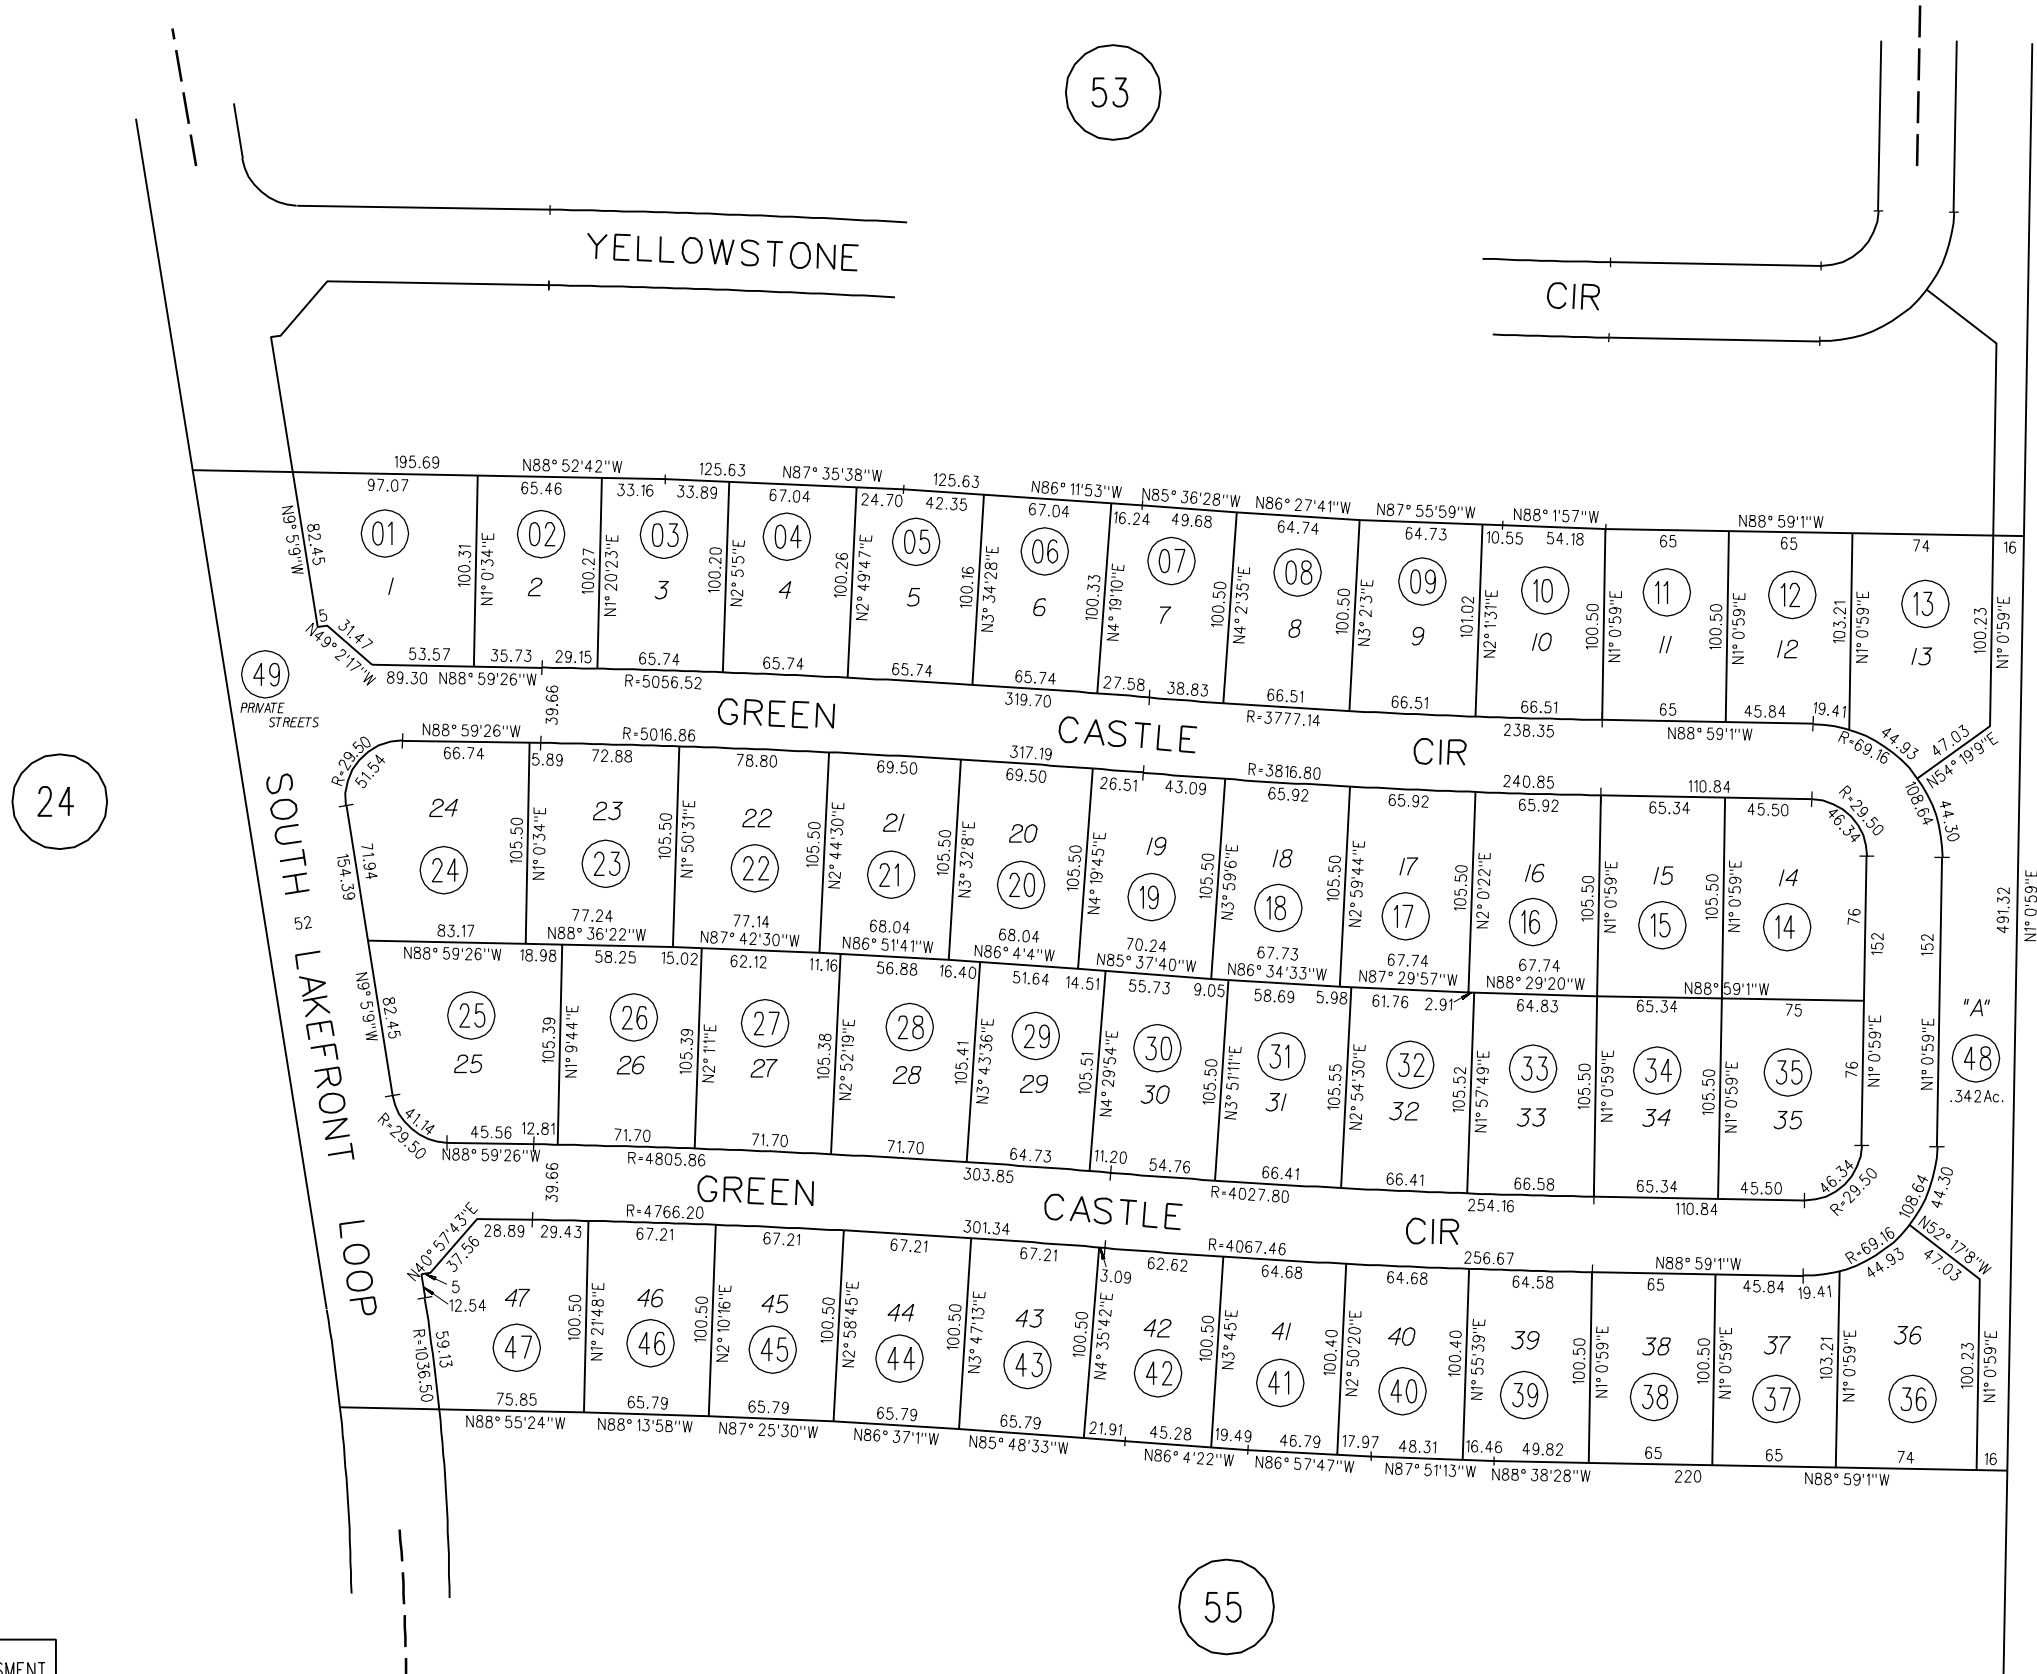 53
YELLOWSTONE
CIR
195.69 N88° 52'42"W 125.63 N87° 35'38"W 125.63 N86° 11'53"W N85° 36'28"W N86° 27'41"W N87° 55'59"W N88° 1'57"W N88° 59'1"W
97.07 65.46 33.16 33.89 67.04 24.70 42.35 67.04 16.24 49.68 64.74 64.73 10.55 54.18 65 65 74 16
01 02 03 04 05 06 07 08 09 10 11 12 13
1 2 3 4 5 6 7 8 9 10 11 12 13
N9° 5'9"W 82.45 100.31 N1° 0'34"E 100.27 N1° 20'23"E 100.20 N2° 5'5"E 100.26 N2° 49'47"E 100.16 N3° 34'28"E 100.33 N4° 19'10"E 100.50 N4° 2'35"E 100.50 N3° 2'3"E 101.02 N2° 1'31"E 100.50 N1° 0'59"E 100.50 N1° 0'59"E 103.21 N1° 0'59"E 100.23 N1° 0'59"E
5 31.47 N49° 2'17"W
53.57 35.73 29.15 65.74 65.74 65.74 65.74 27.58 38.83 66.51 66.51 66.51 65 45.84 19.41
89.30 N88° 59'26"W R=5056.52 319.70 R=3777.14 238.35 N88° 59'1"W R=69.16 44.93 47.03 N54° 19'9"E
49
PRIVATE
STREETS
39.66
GREEN CASTLE CIR
N88° 59'26"W R=5016.86 317.19 R=3816.80 240.85 110.84 R=29.50 108.64 44.30
R=29.50 51.54 66.74 5.89 72.88 78.80 69.50 69.50 26.51 43.09 65.92 65.92 65.92 65.34 45.50 46.34
24
SOUTH 52 LAKEFRONT LOOP
24 23 22 21 20 19 18 17 16 15 14
24 23 22 21 20 19 18 17 16 15 14
71.94 154.39 105.50 N1° 0'34"E 105.50 N1° 50'31"E 105.50 N2° 44'30"E 105.50 N3° 32'8"E 105.50 N4° 19'45"E 105.50 N3° 59'6"E 105.50 N2° 59'44"E 105.50 N2° 0'22"E 105.50 N1° 0'59"E 105.50 N1° 0'59"E 76 152 152 491.32 N1° 0'59"E
83.17 77.24 77.14 68.04 68.04 70.24 67.73 67.74 67.74
N88° 59'26"W N88° 36'22"W N87° 42'30"W N86° 51'41"W N86° 4'4"W N85° 37'40"W N86° 34'33"W N87° 29'57"W N88° 29'20"W N88° 59'1"W
18.98 58.25 15.02 62.12 11.16 56.88 16.40 51.64 14.51 55.73 9.05 58.69 5.98 61.76 2.91 64.83 65.34 75
"A"
48
.342Ac.
25 26 27 28 29 30 31 32 33 34 35
25 26 27 28 29 30 31 32 33 34 35
N9° 5'9"W 82.45 105.39 N1° 9'44"E 105.39 N2° 1'1"E 105.38 N2° 52'19"E 105.41 N3° 43'36"E 105.51 N4° 29'54"E 105.50 N3° 51'11"E 105.55 N2° 54'30"E 105.52 N1° 57'49"E 105.50 N1° 0'59"E 105.50 N1° 0'59"E 76 N1° 0'59"E N1° 0'59"E
41.14 R=29.50 45.56 12.81 71.70 71.70 71.70 64.73 11.20 54.76 66.41 66.41 66.58 65.34 45.50 46.34 R=29.50
N88° 59'26"W R=4805.86 303.85 R=4027.80 254.16 110.84 108.64 44.30
39.66
GREEN CASTLE CIR
N40° 57'43"E 37.56 R=4766.20 301.34 R=4067.46 256.67 N88° 59'1"W R=69.16 44.93 N52° 17'8"W 47.03
28.89 29.43 67.21 67.21 67.21 67.21 3.09 62.62 64.68 64.68 64.58 65 45.84 19.41
5
12.54
47 46 45 44 43 42 41 40 39 38 37 36
47 46 45 44 43 42 41 40 39 38 37 36
R=1036.50 59.13 100.50 N1° 21'48"E 100.50 N2° 10'16"E 100.50 N2° 58'45"E 100.50 N3° 47'13"E 100.50 N4° 35'42"E 100.50 N3° 45'E 100.40 N2° 50'20"E 100.40 N1° 55'39"E 100.50 N1° 0'59"E 100.50 N1° 0'59"E 103.21 N1° 0'59"E 100.23 N1° 0'59"E
75.85 65.79 65.79 65.79 65.79 21.91 45.28 19.49 46.79 17.97 48.31 16.46 49.82 65 65 74 16
N88° 55'24"W N88° 13'58"W N87° 25'30"W N86° 37'1"W N85° 48'33"W N86° 4'22"W N86° 57'47"W N87° 51'13"W N88° 38'28"W 220 N88° 59'1"W
55